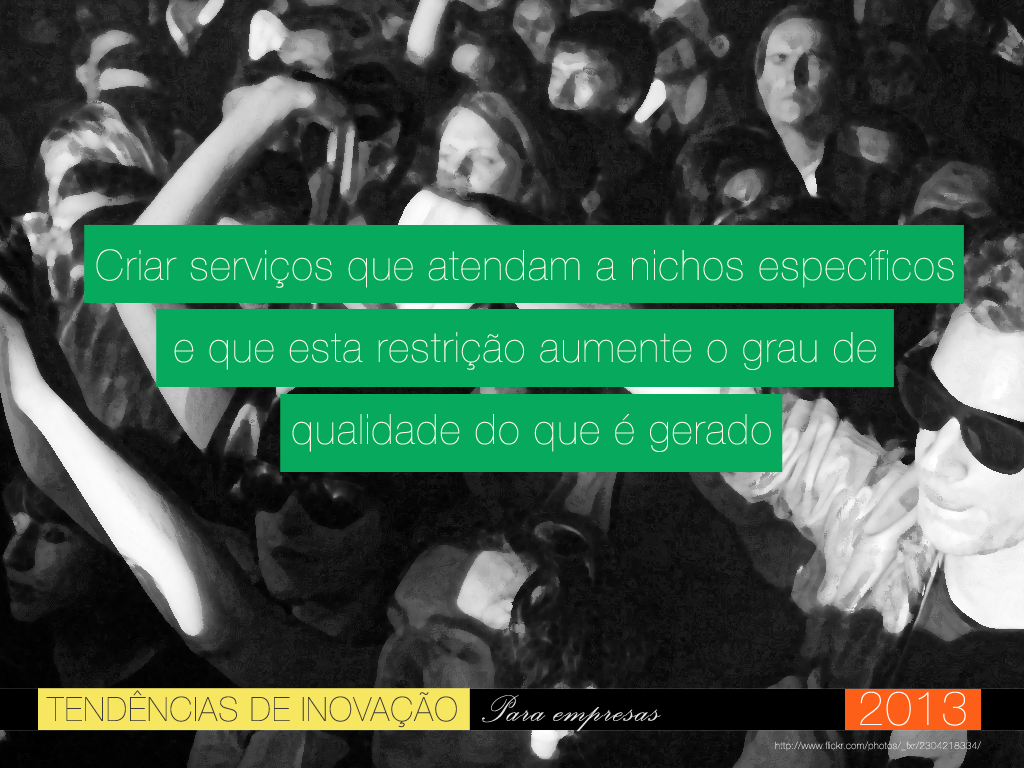 Criar serviços que atendam a nichos específicos
e que esta restrição aumente o grau de
qualidade do que é gerado
TENDÊNCIAS DE INOVAÇÃO Para empresas 2013
http://www.flickr.com/photos/_fxr/2304218334/